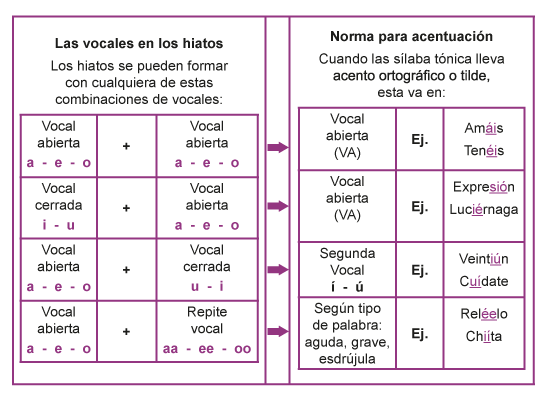 Las vocales en los hiatos
Los hiatos se pueden formar
con cualquiera de estas
combinaciones de vocales:
Norma para acentuación
Cuando las sílaba tónica lleva
acento ortográfico o tilde,
esta va en:
Vocal
abierta
a - e - o
+
Vocal
abierta
a - e - o
Vocal
abierta
(VA)
Ej.
Amáis
Tenéis
Vocal
cerrada
i - u
+
Vocal
abierta
a - e - o
Vocal
abierta
(VA)
Ej.
Expresión
Luciérnaga
Vocal
abierta
a - e - o
+
Vocal
cerrada
u - i
Segunda
Vocal
í - ú
Ej.
Veintiún
Cuídate
Vocal
abierta
a - e - o
+
Repite
vocal
aa - ee - oo
Según tipo
de palabra:
aguda, grave,
esdrújula
Ej.
Reléelo
Chiíta